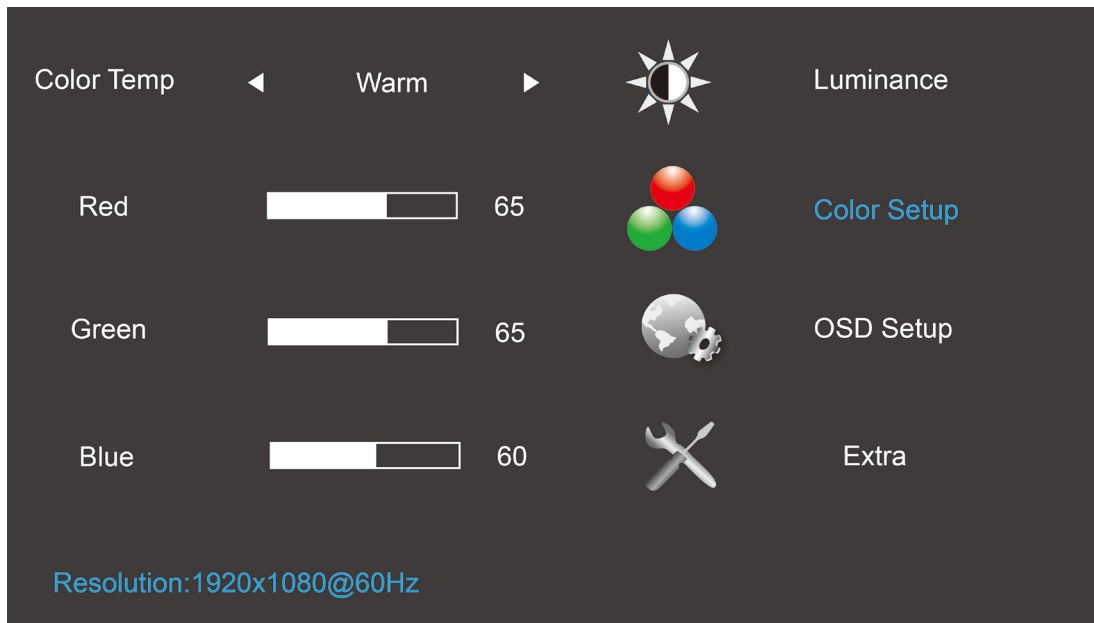 Color Temp Warm Luminance
Red 65 Color Setup
Green 65 OSD Setup
Blue 60 Extra
Resolution:1920x1080@60Hz